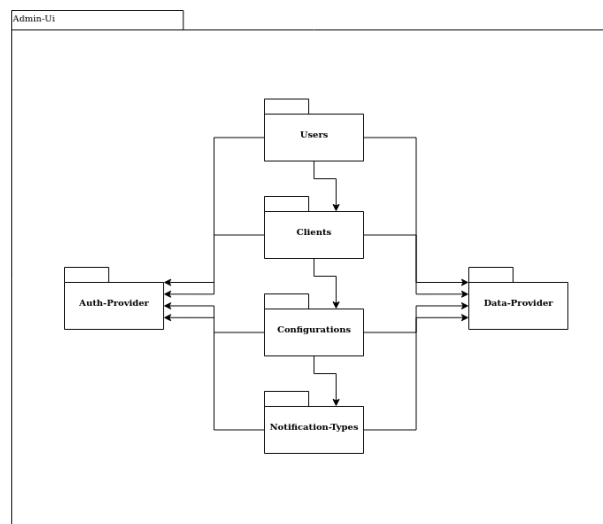 Admin-Ui
Users
Clients
Auth-Provider
Data-Provider
Configurations
Notification-Types